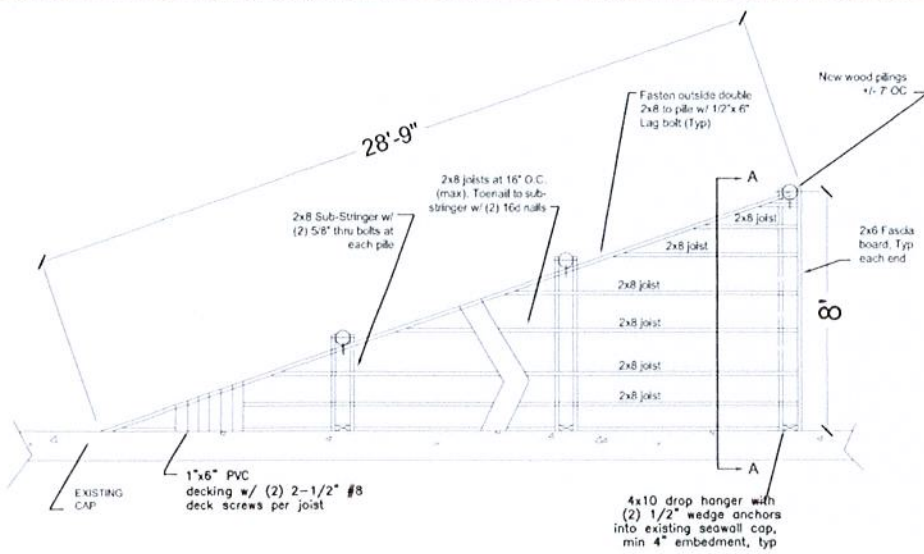 28'-9"
New wood pilings
+/- 7' OC
Fasten outside double
2x8 to pile w/ 1/2"x 6"
Lag bolt (Typ)
2x8 joists at 16" O.C.
(max). Toenail to sub-
stringer w/ (2) 16d nails
2x8 Sub-Stringer w/
(2) 5/8" thru bolts at
each pile
A
2x8 joist
2x8 joist
2x6 Fascia
board, Typ
each end
2x8 joist
8'
2x8 joist
2x8 joist
2x8 joist
A
EXISTING
CAP
1"x6" PVC
decking w/ (2) 2-1/2" #8
deck screws per joist
4x10 drop hanger with
(2) 1/2" wedge anchors
into existing seawall cap,
min 4" embedment, typ